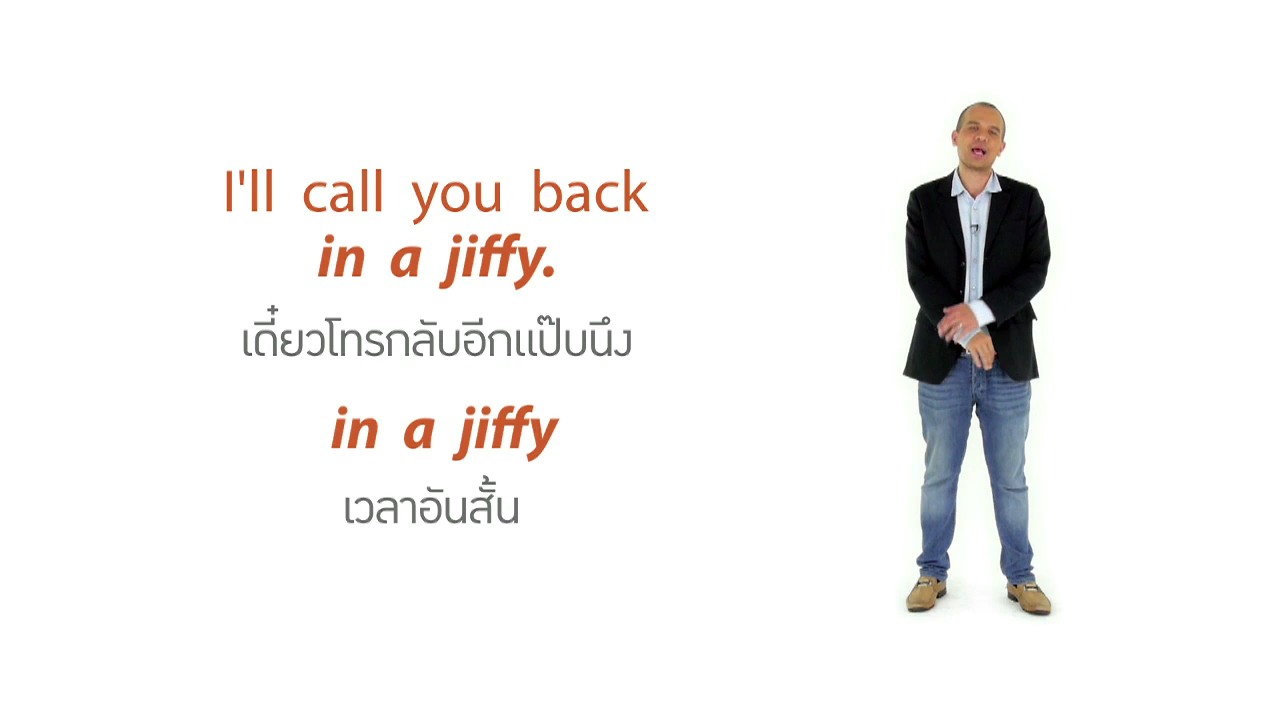 I'll call you back
in a jiffy.
เดี๋ยวโทรกลับอีกแป๊บนึง
in a jiffy
เวลาอันสั้น